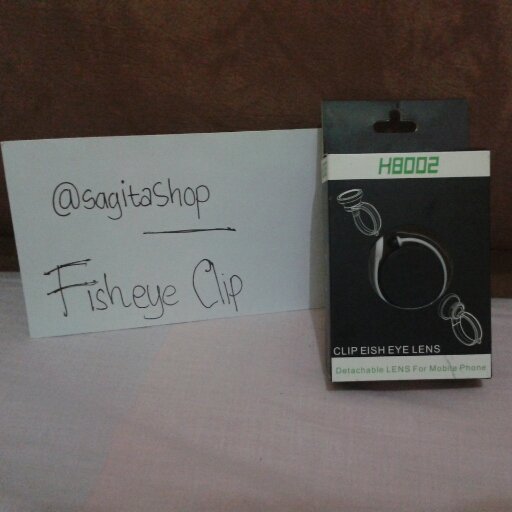 @sagitashop
Fisheye Clip
H8002
CLIP EISH EYE LENS
Detachable LENS For Mobile Phone